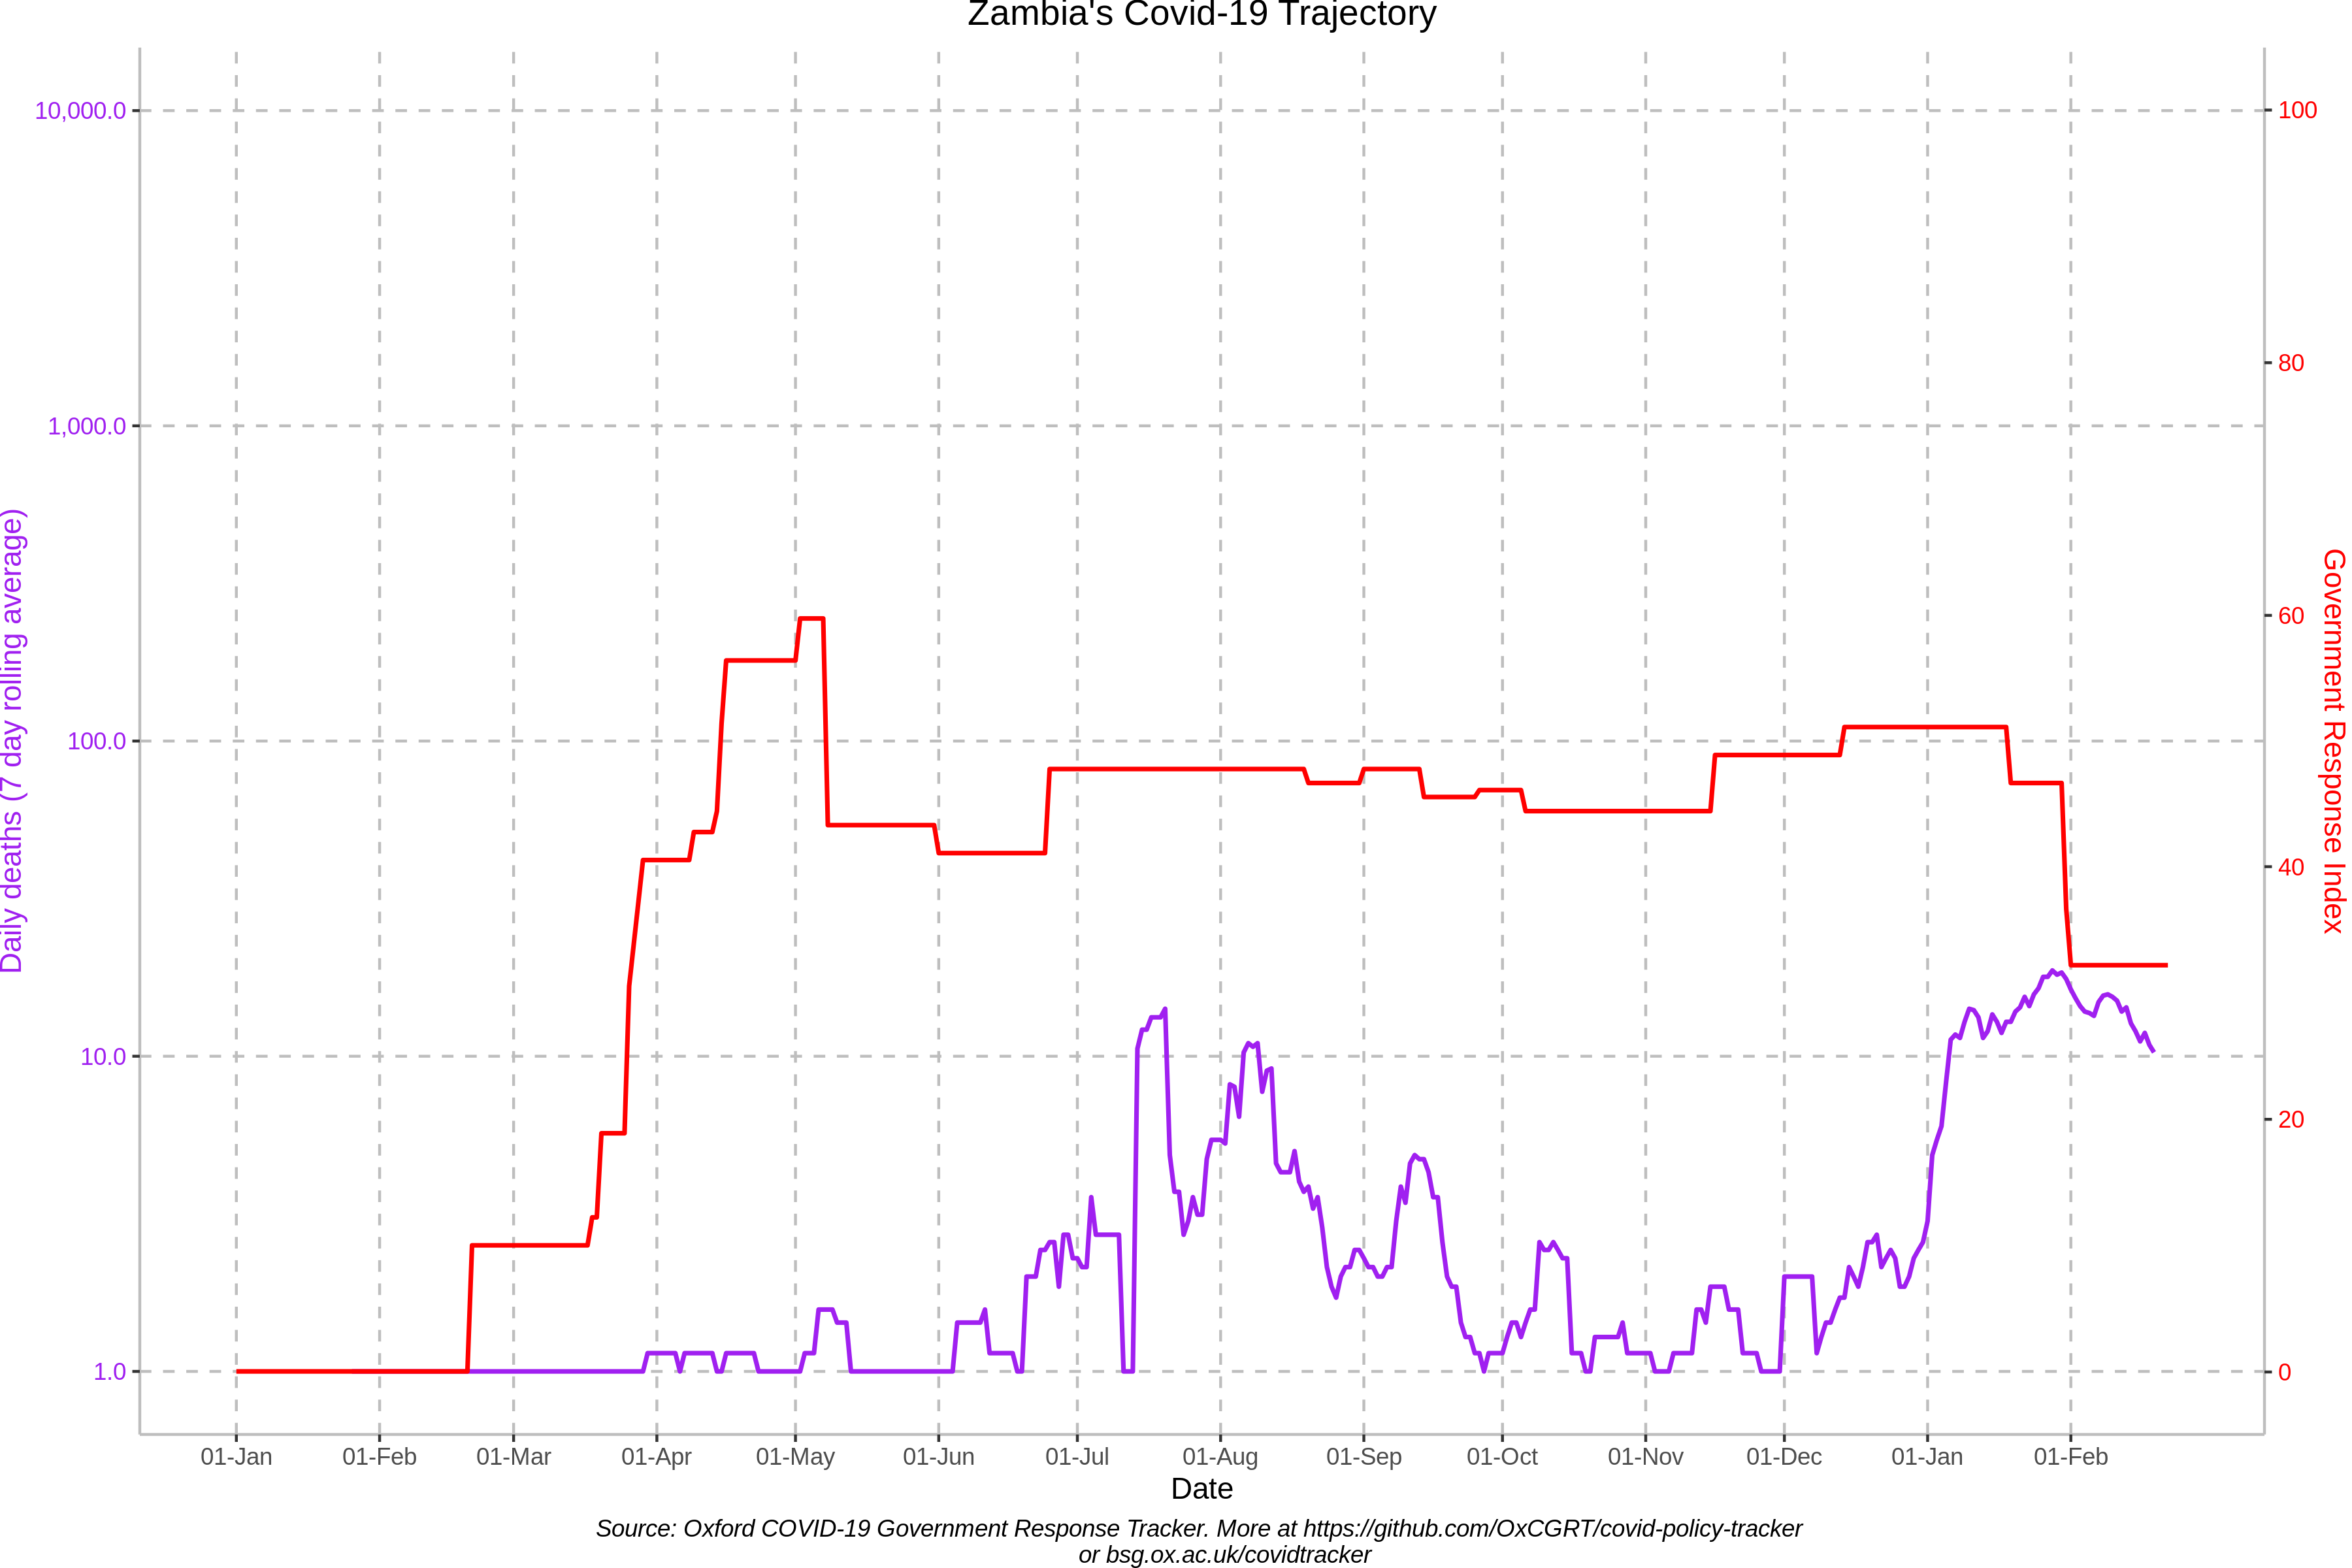 Zambia's Covid-19 Trajectory
10,000.0
1,000.0
100.0
10.0
1.0
Daily deaths (7 day rolling average)
100
80
60
40
20
0
Government Response Index
01-Jan 01-Feb 01-Mar 01-Apr 01-May 01-Jun 01-Jul 01-Aug 01-Sep 01-Oct 01-Nov 01-Dec 01-Jan 01-Feb
Date
Source: Oxford COVID-19 Government Response Tracker. More at https://github.com/OxCGRT/covid-policy-tracker
or bsg.ox.ac.uk/covidtracker